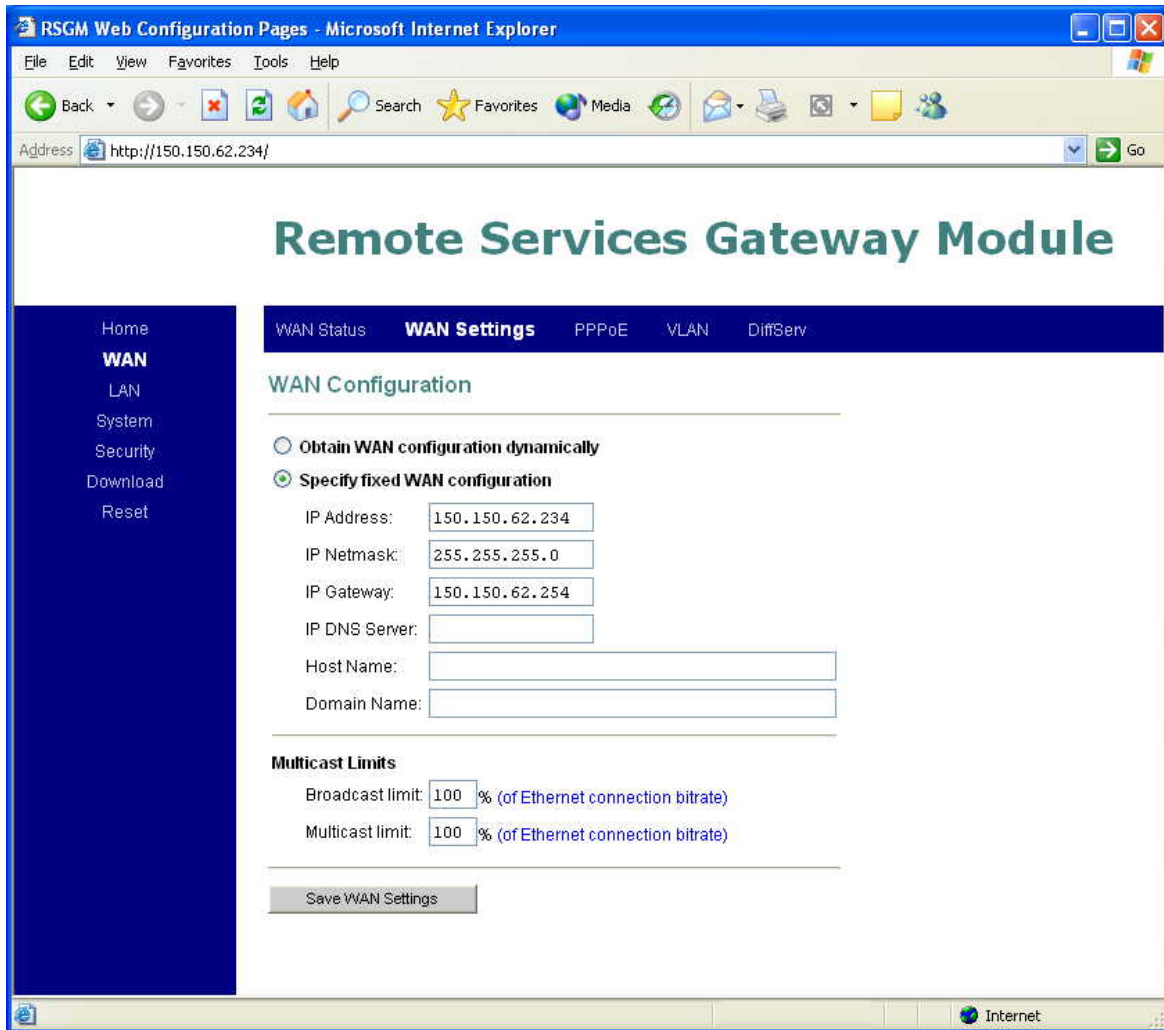 RSGM Web Configuration Pages - Microsoft Internet Explorer
File Edit View Favorites Tools Help
Back Search Favorites Media
Address http://150.150.62.234/ Go
Remote Services Gateway Module
Home
WAN
LAN
System
Security
Download
Reset
WAN Status WAN Settings PPPoE VLAN DiffServ
WAN Configuration
Obtain WAN configuration dynamically
Specify fixed WAN configuration
IP Address: 150.150.62.234
IP Netmask: 255.255.255.0
IP Gateway: 150.150.62.254
IP DNS Server:
Host Name:
Domain Name:
Multicast Limits
Broadcast limit: 100 % (of Ethernet connection bitrate)
Multicast limit: 100 % (of Ethernet connection bitrate)
Save WAN Settings
Internet